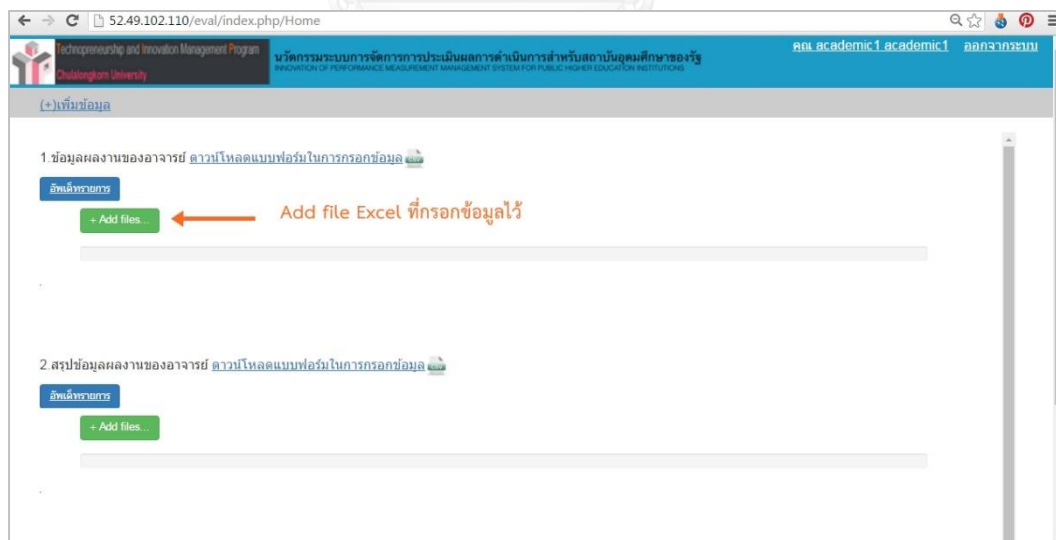 52.49.102.110/eval/index.php/Home
Technopreneurship and Innovation Management Program
Chulalongkorn University
นวัตกรรมระบบการจัดการการประเมินผลการดำเนินการสำหรับสถาบันอุดมศึกษาของรัฐ
INNOVATION OF PERFORMANCE MEASUREMENT MANAGEMENT SYSTEM FOR PUBLIC HIGHER EDUCATION INSTITUTIONS
คุณ academic1 academic1 ออกจากระบบ
(+)เพิ่มข้อมูล
1.ข้อมูลผลงานของอาจารย์ ดาวน์โหลดแบบฟอร์มในการกรอกข้อมูล
อัพเด็ทรายการ
+ Add files...
Add file Excel ที่กรอกข้อมูลไว้
2.สรุปข้อมูลผลงานของอาจารย์ ดาวน์โหลดแบบฟอร์มในการกรอกข้อมูล
อัพเด็ทรายการ
+ Add files...